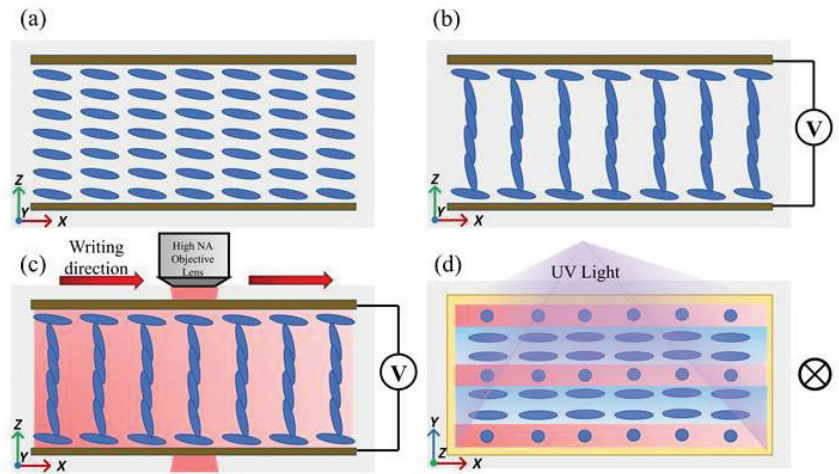 (a)
Z
Y
X
(b)
V
Z
Y
X
(c)
Writing
direction
High NA
Objective
Lens
V
Z
Y
X
(d)
UV Light
Y
Z
X